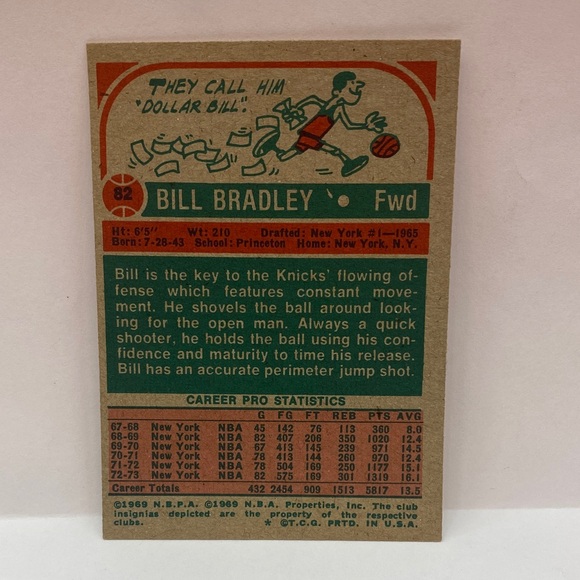 THEY CALL HIM
"DOLLAR BILL".
82 BILL BRADLEY • Fwd
Ht: 6'5" Wt: 210 Drafted: New York #1—1965
Born: 7-28-43 School: Princeton Home: New York, N.Y.
Bill is the key to the Knicks' flowing of-
fense which features constant move-
ment. He shovels the ball around look-
ing for the open man. Always a quick
shooter, he holds the ball using his con-
fidence and maturity to time his release.
Bill has an accurate perimeter jump shot.
CAREER PRO STATISTICS
G FG FT REB PTS AVG
67-68 New York NBA 45 142 76 113 360 8.0
68-69 New York NBA 82 407 206 350 1020 12.4
69-70 New York NBA 67 413 145 239 971 14.5
70-71 New York NBA 78 413 144 260 970 12.4
71-72 New York NBA 78 504 169 250 1177 15.1
72-73 New York NBA 82 575 169 301 1319 16.1
Career Totals 432 2454 909 1513 5817 13.5
©1969 N.B.P.A. ©1969 N.B.A. Properties, Inc. The club
insignias depicted are the property of the respective
clubs. * ©T.C.G. PRTD. IN U.S.A.